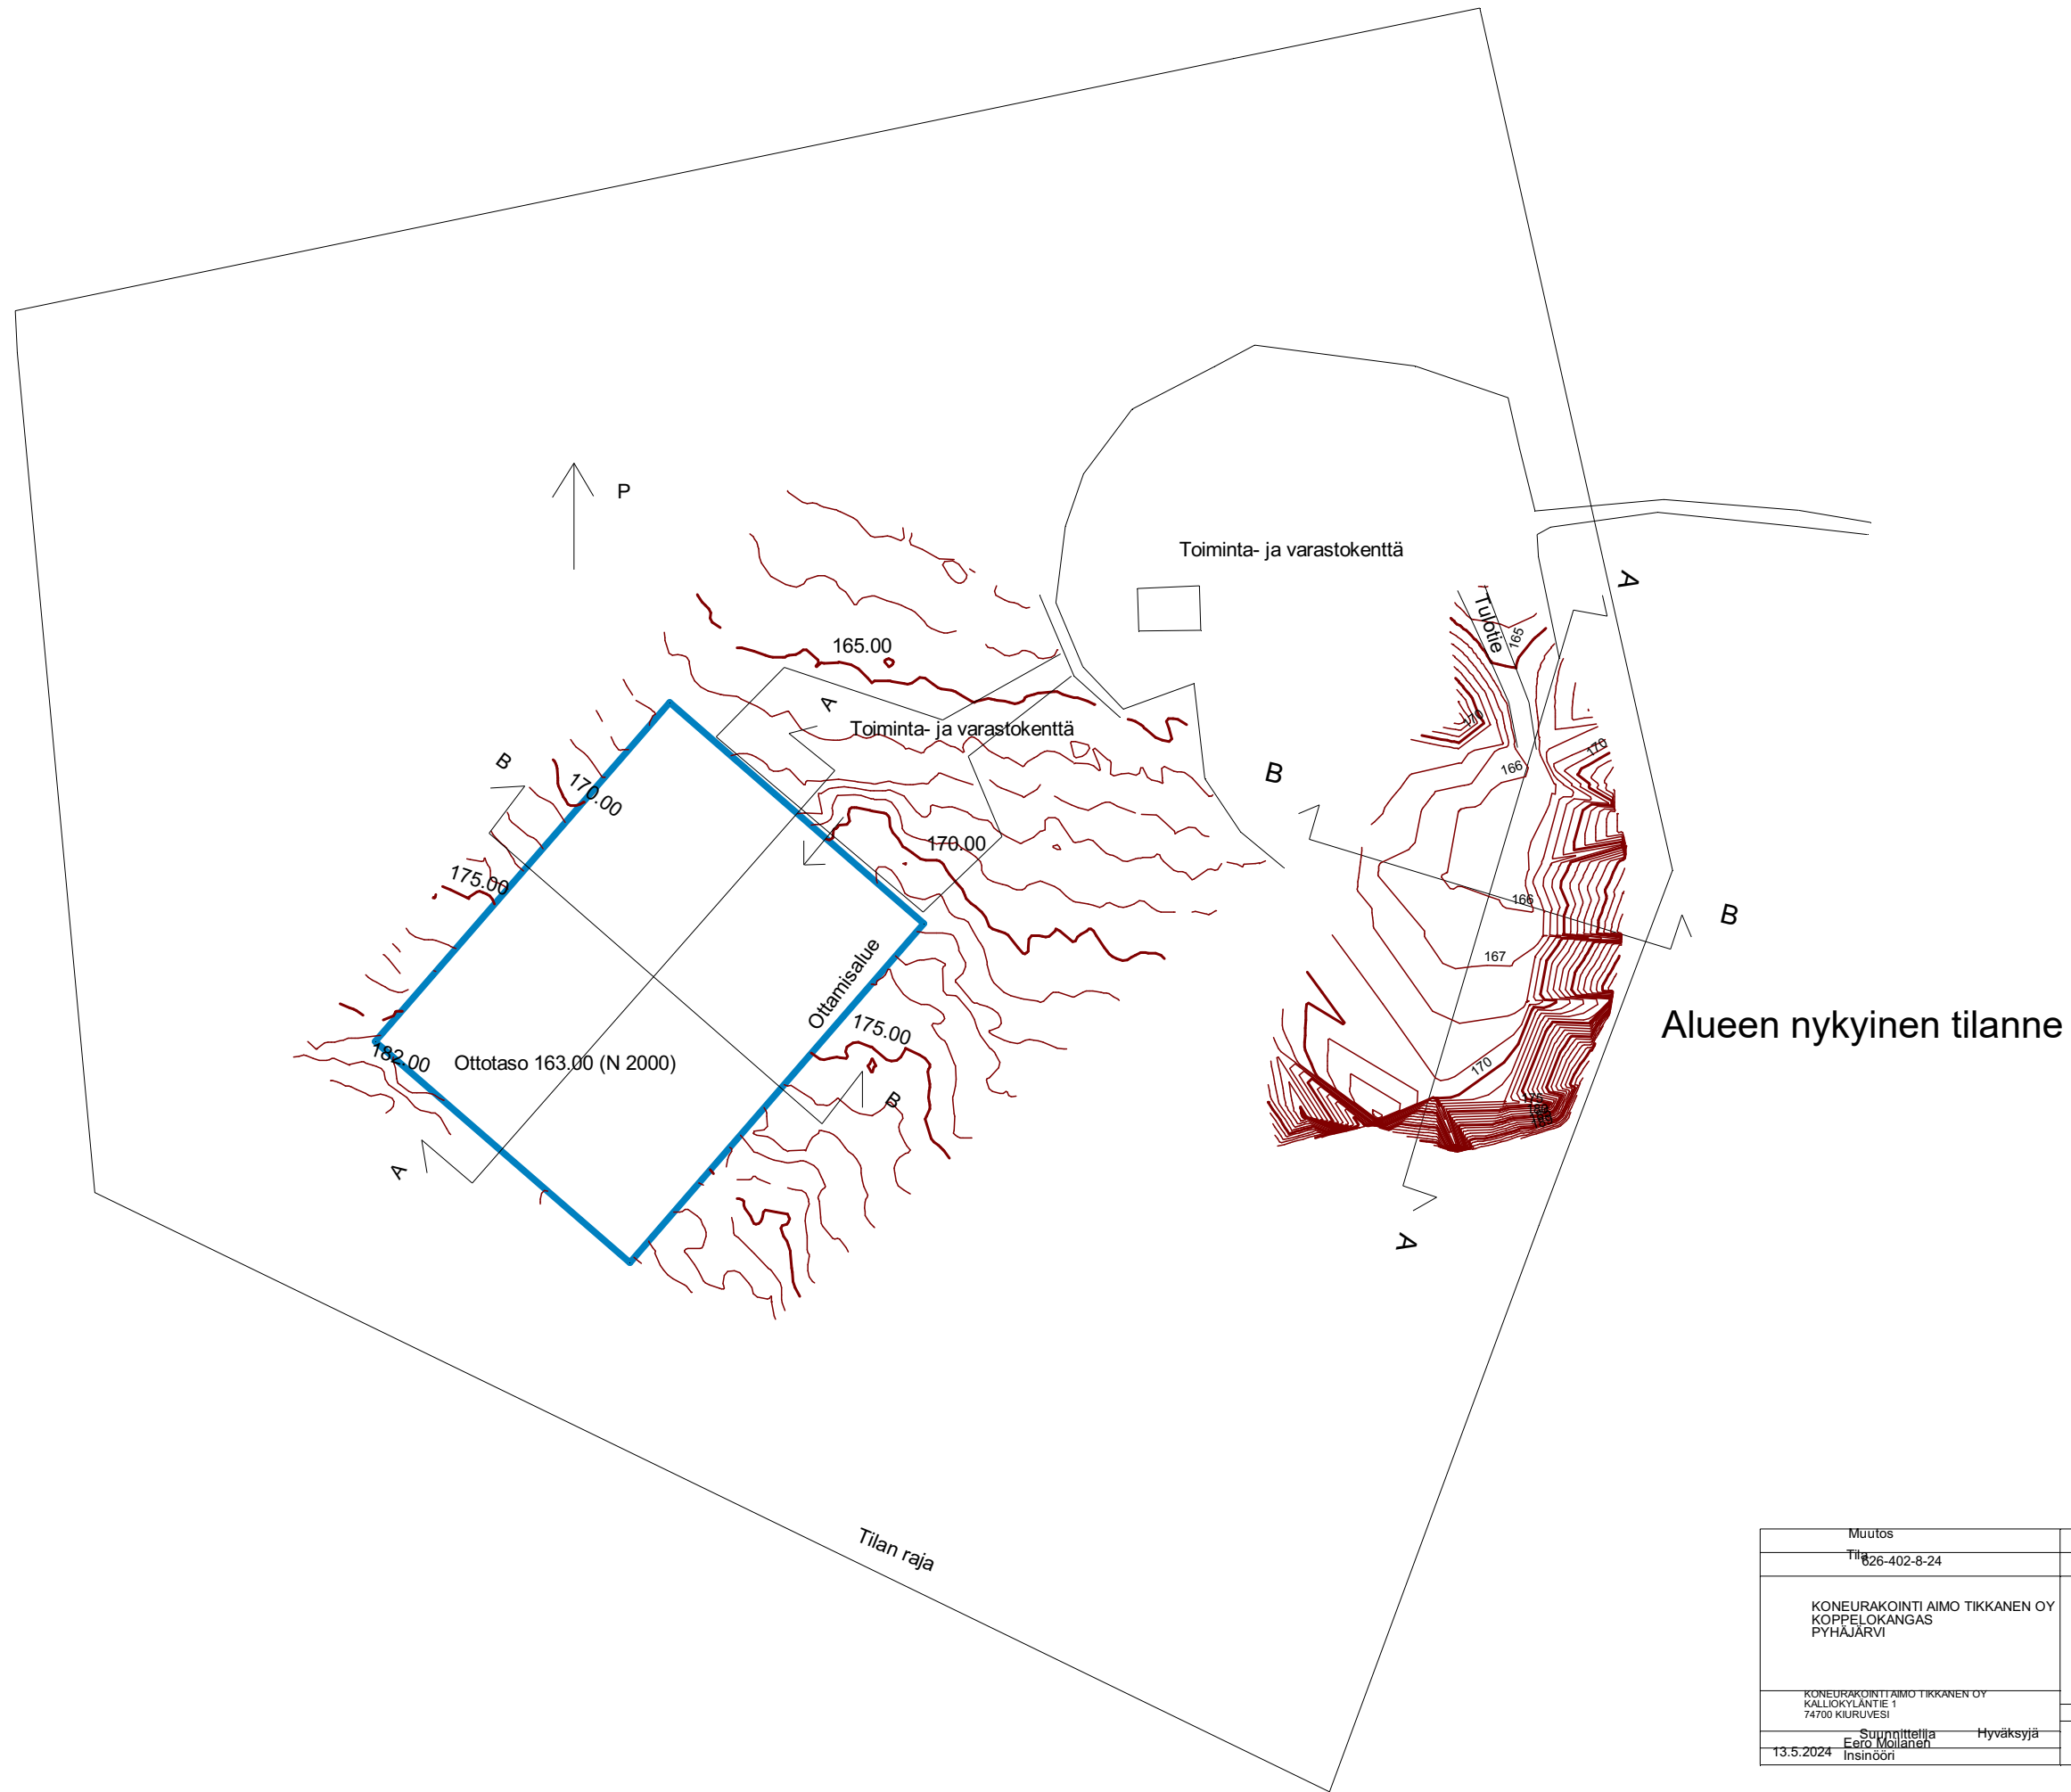 P
Toiminta- ja varastokenttä
A
Tulotie
165
165.00
A
Toiminta- ja varastokenttä
170
170
B
170.00
166
B
170.00
175.00
166
B
167
Ottamisalue
Alueen nykyinen tilanne
175.00
182.00
Ottotaso 163.00 (N 2000)
170
B
175
A
A
Tilan raja
Muutos
Tila
626-402-8-24
KONEURAKOINTI AIMO TIKKANEN OY
KOPPELOKANGAS
PYHÄJÄRVI
KONEURAKOINTI AIMO TIKKANEN OY
KALLIOKYLÄNTIE 1
74700 KIURUVESI
Suunnittelija Hyväksyjä
13.5.2024 Eero Moilanen
Insinööri